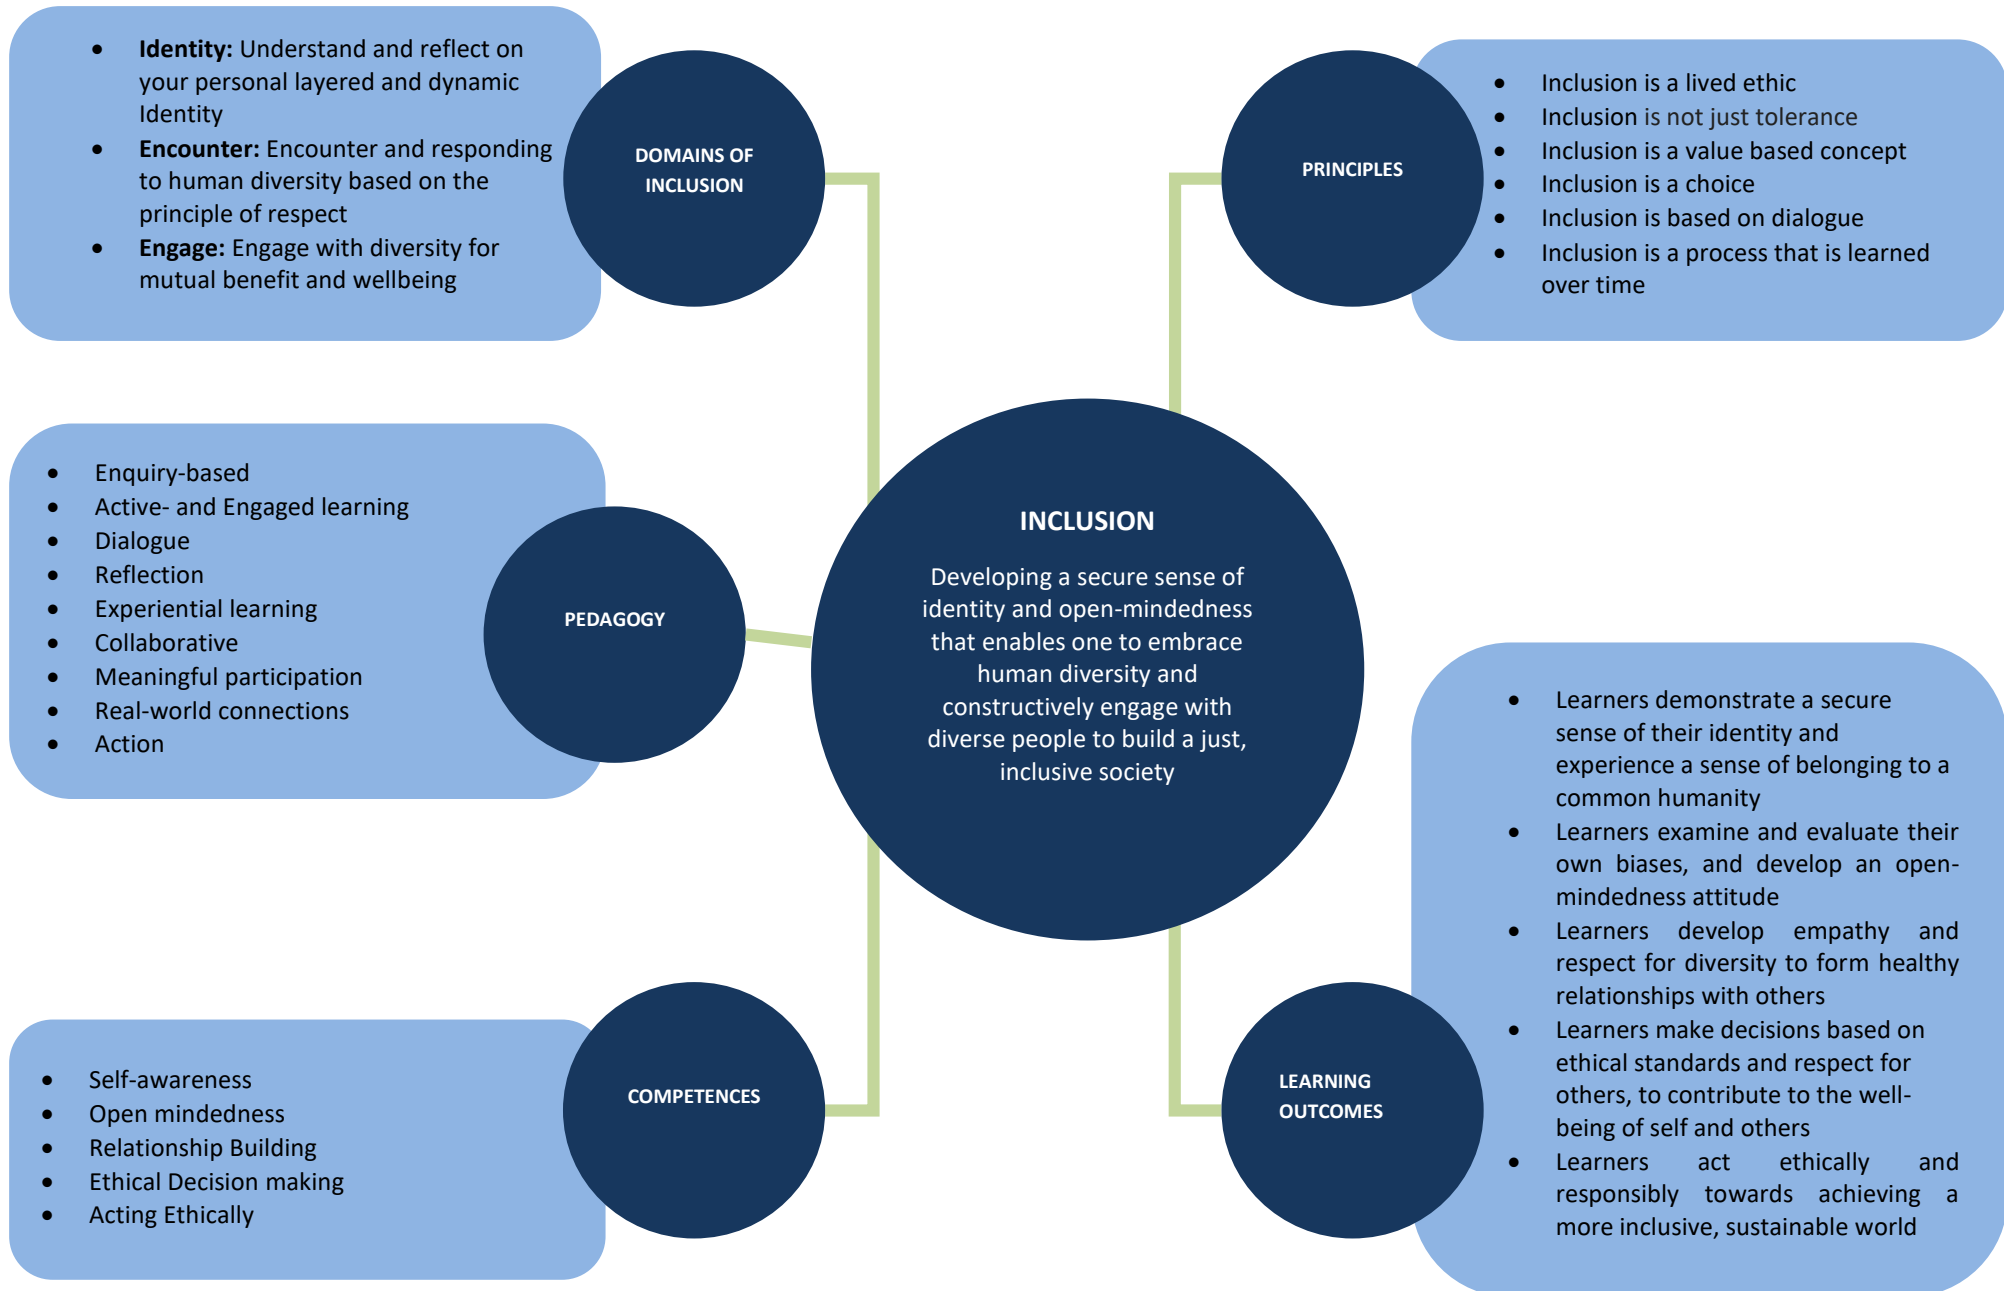 • Identity: Understand and reflect on
your personal layered and dynamic
Identity
• Encounter: Encounter and responding
to human diversity based on the
principle of respect
• Engage: Engage with diversity for
mutual benefit and wellbeing
DOMAINS OF
INCLUSION
PRINCIPLES
• Inclusion is a lived ethic
• Inclusion is not just tolerance
• Inclusion is a value based concept
• Inclusion is a choice
• Inclusion is based on dialogue
• Inclusion is a process that is learned
over time
• Enquiry-based
• Active- and Engaged learning
• Dialogue
• Reflection
• Experiential learning
• Collaborative
• Meaningful participation
• Real-world connections
• Action
PEDAGOGY
INCLUSION
Developing a secure sense of
identity and open-mindedness
that enables one to embrace
human diversity and
constructively engage with
diverse people to build a just,
inclusive society
• Self-awareness
• Open mindedness
• Relationship Building
• Ethical Decision making
• Acting Ethically
COMPETENCES
LEARNING
OUTCOMES
• Learners demonstrate a secure
sense of their identity and
experience a sense of belonging to a
common humanity
• Learners examine and evaluate their
own biases, and develop an open-
mindedness attitude
• Learners develop empathy and
respect for diversity to form healthy
relationships with others
• Learners make decisions based on
ethical standards and respect for
others, to contribute to the well-
being of self and others
• Learners act ethically and
responsibly towards achieving a
more inclusive, sustainable world